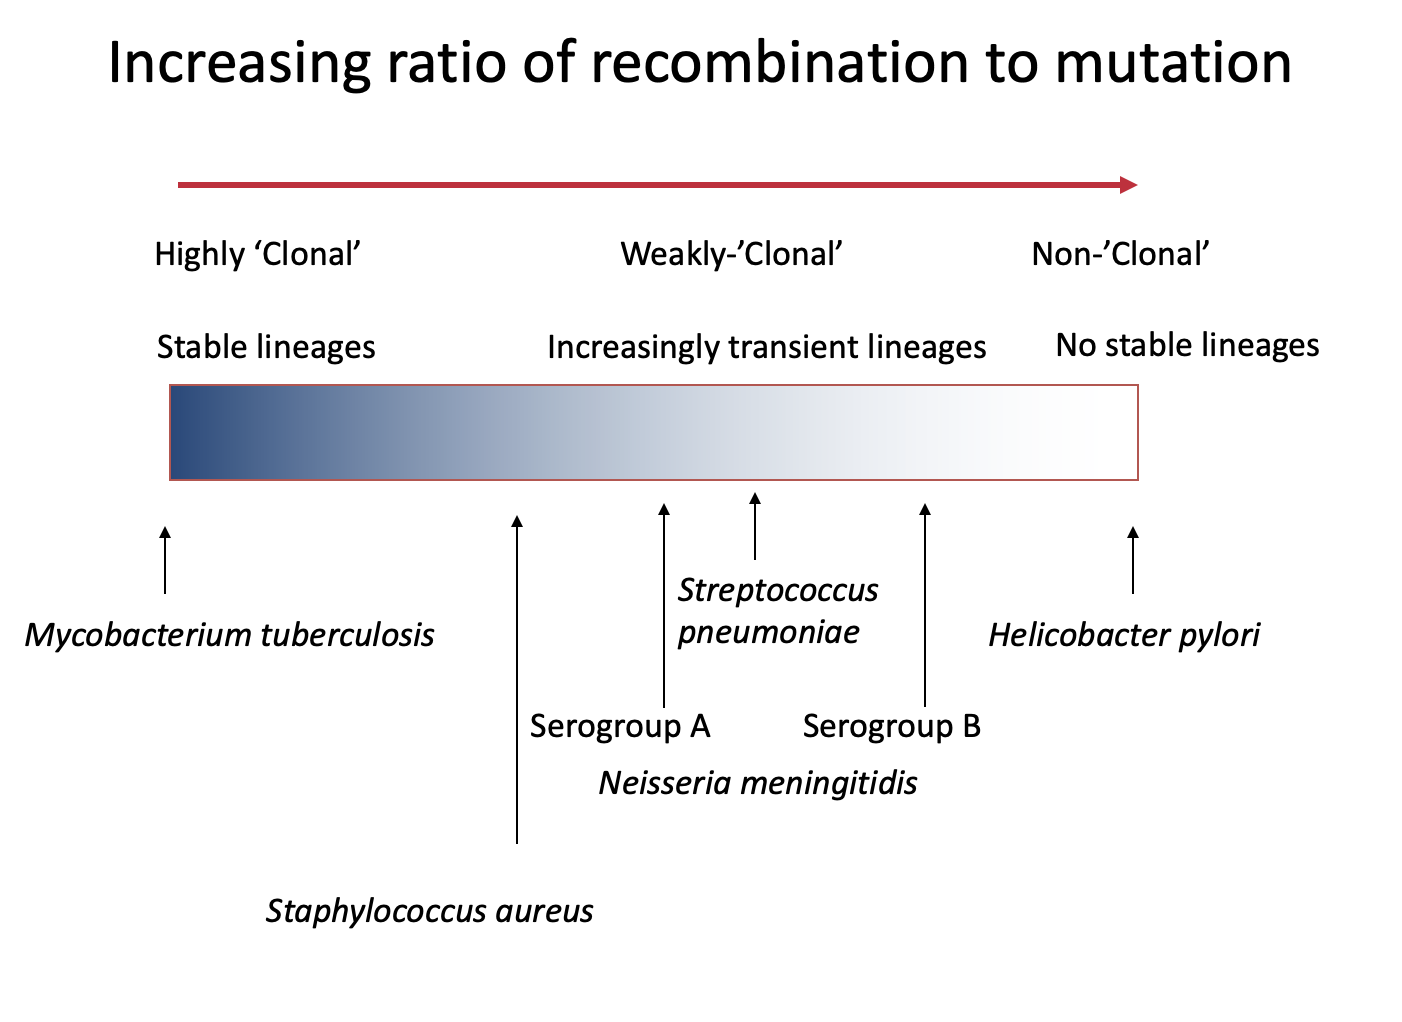 Increasing ratio of recombination to mutation
Highly ‘Clonal’
Weakly-’Clonal’
Non-’Clonal’
Stable lineages
Increasingly transient lineages
No stable lineages
Streptococcus
pneumoniae
Mycobacterium tuberculosis
Helicobacter pylori
Serogroup A
Serogroup B
Neisseria meningitidis
Staphylococcus aureus